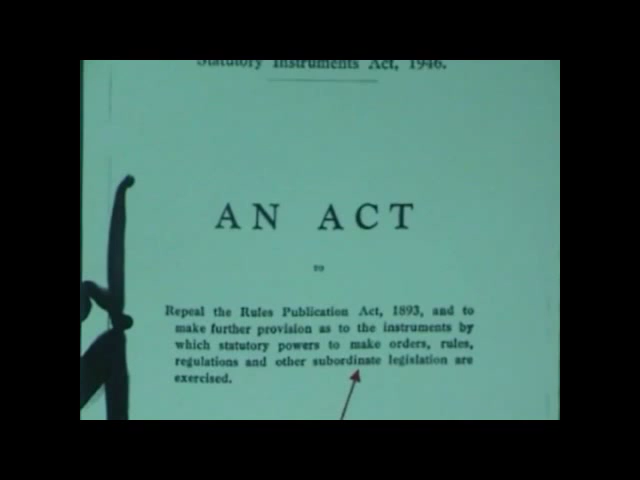 Statutory Instruments Act, 1946.
AN ACT
TO
Repeal the Rules Publication Act, 1893, and to
make further provision as to the instruments by
which statutory powers to make orders, rules,
regulations and other subordinate legislation are
exercised.